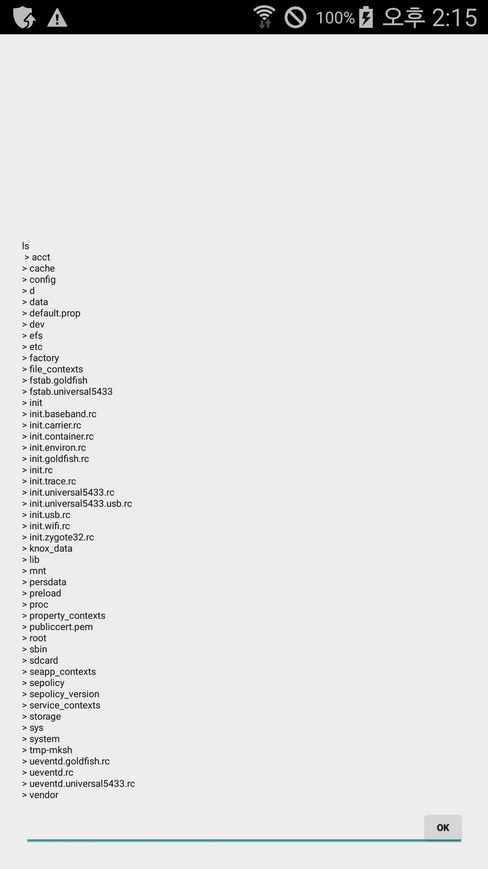 100% 오후 2:15
ls
> acct
> cache
> config
> d
> data
> default.prop
> dev
> efs
> etc
> factory
> file_contexts
> fstab.goldfish
> fstab.universal5433
> init
> init.baseband.rc
> init.carrier.rc
> init.container.rc
> init.environ.rc
> init.goldfish.rc
> init.rc
> init.trace.rc
> init.universal5433.rc
> init.universal5433.usb.rc
> init.usb.rc
> init.wifi.rc
> init.zygote32.rc
> knox_data
> lib
> mnt
> persdata
> preload
> proc
> property_contexts
> publiccert.pem
> root
> sbin
> sdcard
> seapp_contexts
> sepolicy
> sepolicy_version
> service_contexts
> storage
> sys
> system
> tmp-mksh
> ueventd.goldfish.rc
> ueventd.rc
> ueventd.universal5433.rc
> vendor
OK